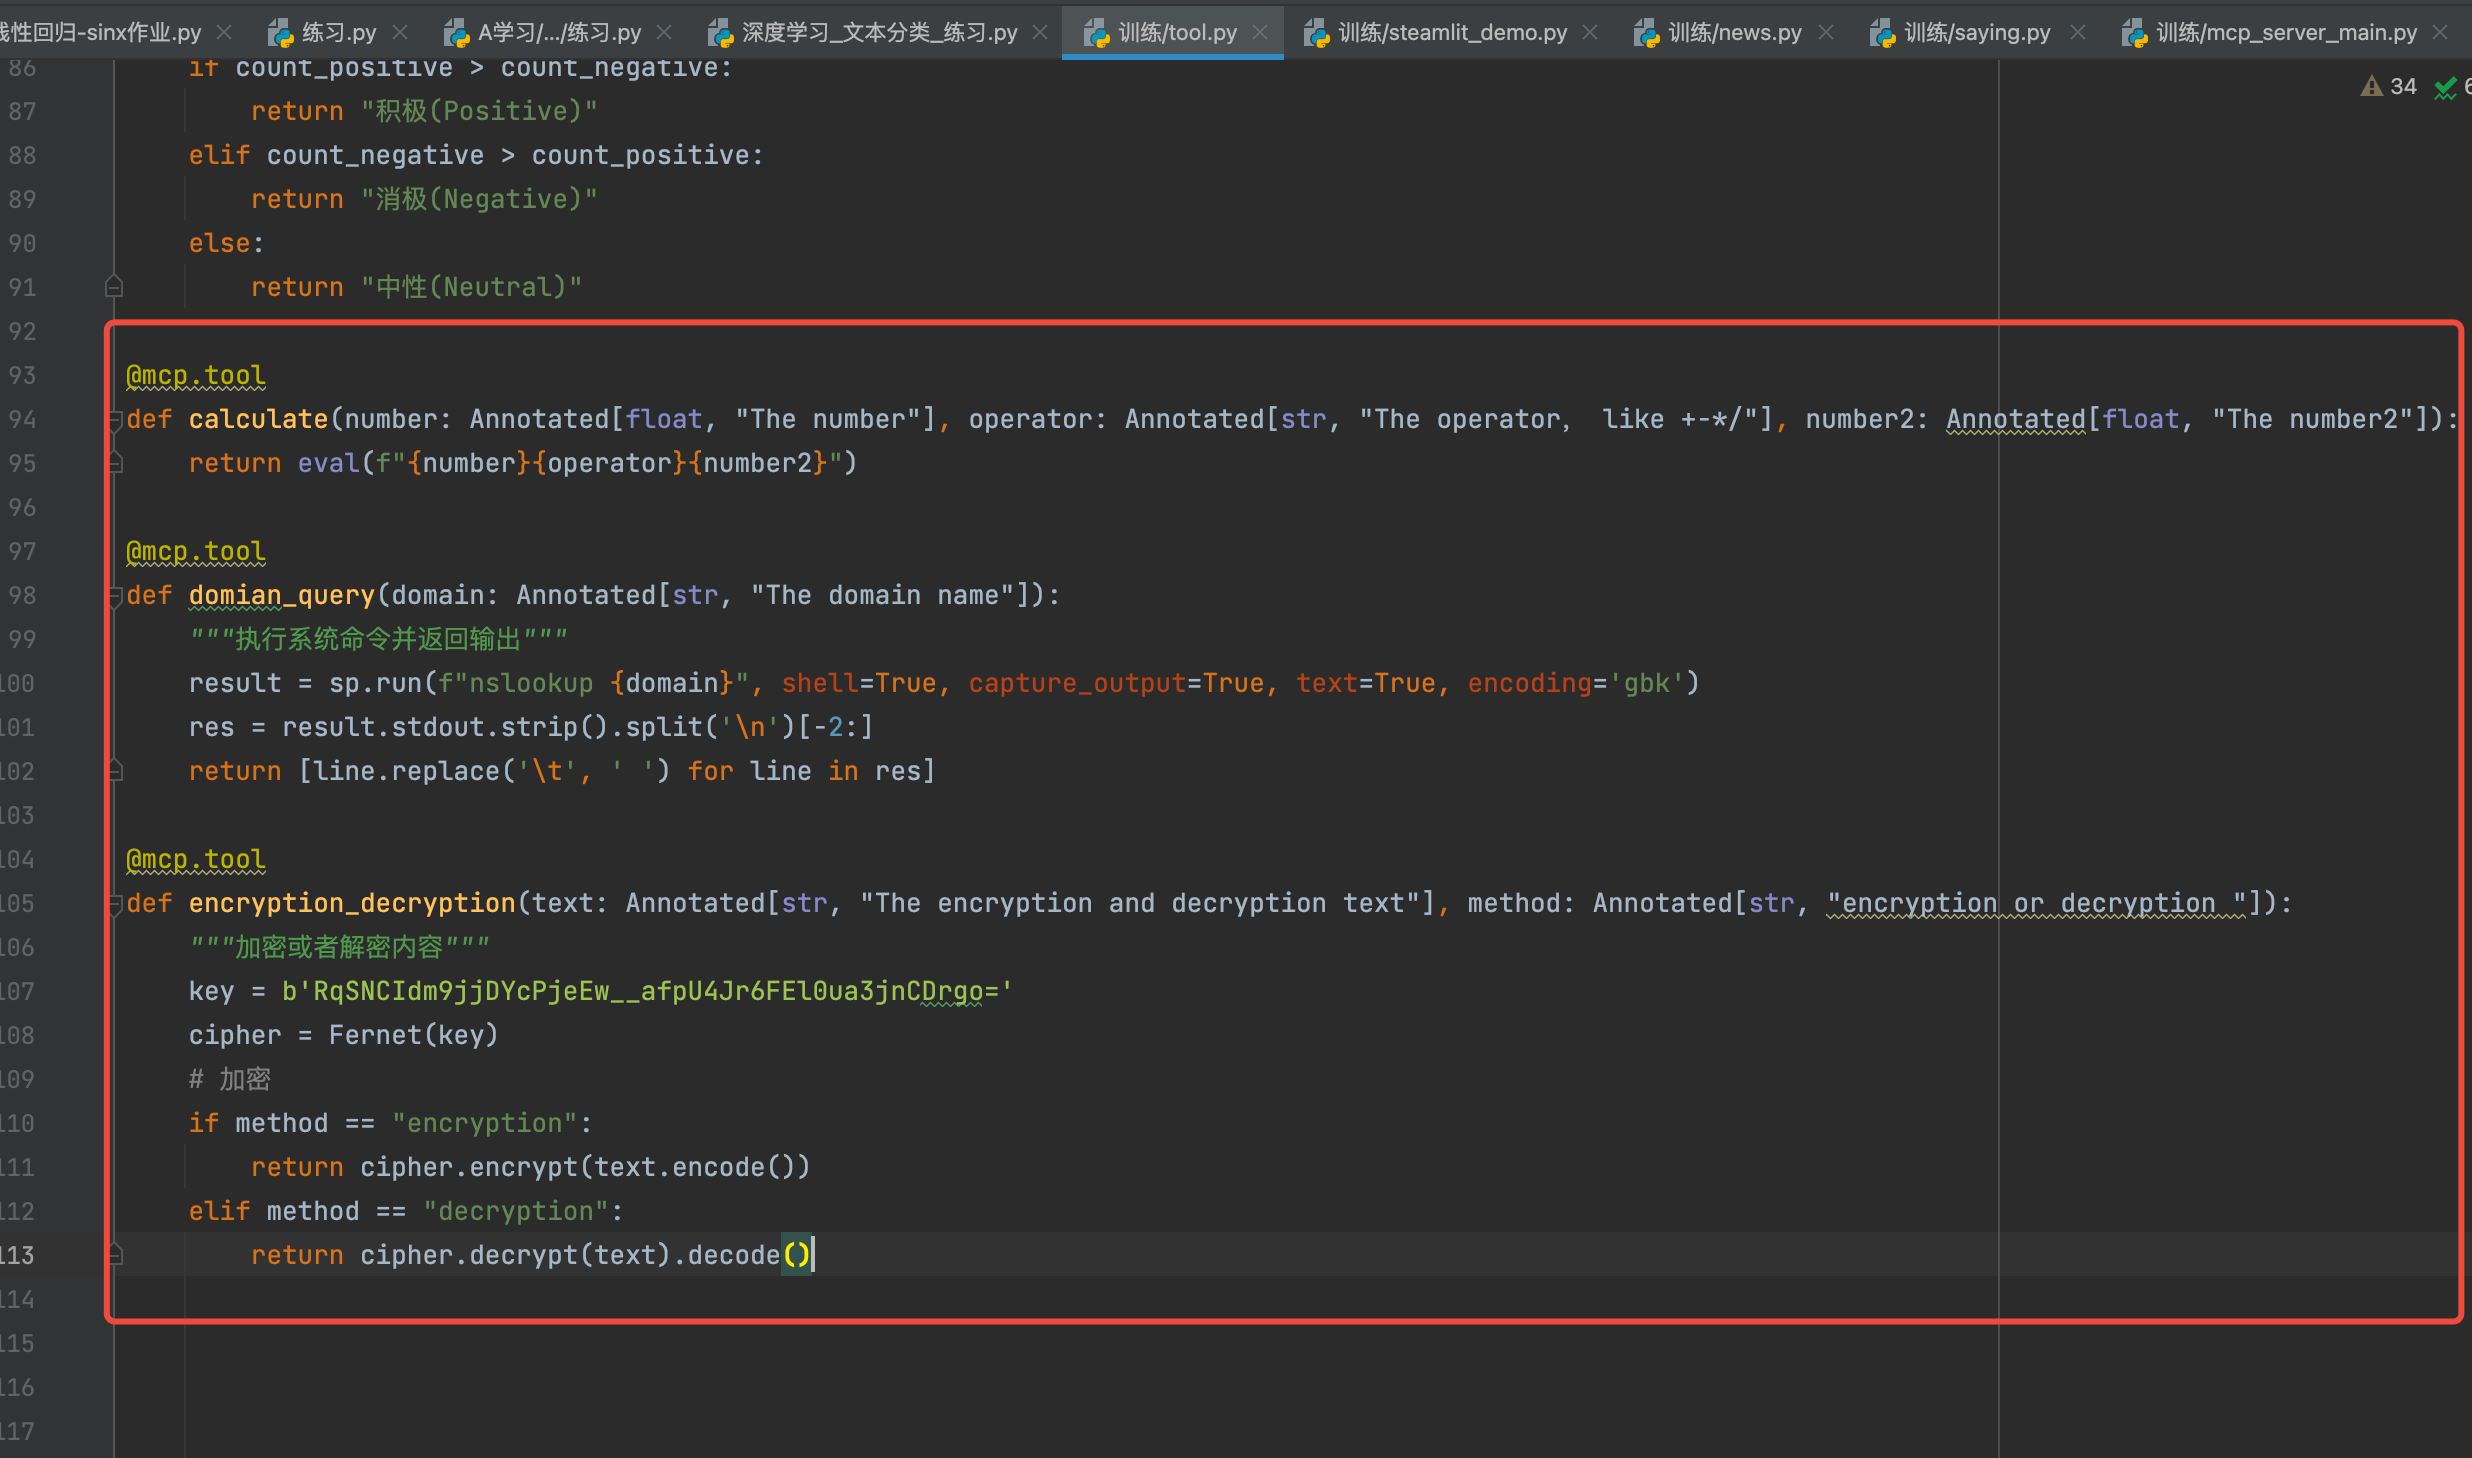 线性回归-sinx作业.py 练习.py A学习/.../练习.py 深度学习_文本分类_练习.py 训练/tool.py 训练/steamlit_demo.py 训练/news.py 训练/saying.py 训练/mcp_server_main.py
34 6
86 if count_positive > count_negative:
87 return "积极(Positive)"
88 elif count_negative > count_positive:
89 return "消极(Negative)"
90 else:
91 return "中性(Neutral)"
92
93 @mcp.tool
94 def calculate(number: Annotated[float, "The number"], operator: Annotated[str, "The operator, like +-*/"], number2: Annotated[float, "The number2"]):
95 return eval(f"{number}{operator}{number2}")
96
97 @mcp.tool
98 def domian_query(domain: Annotated[str, "The domain name"]):
99 """执行系统命令并返回输出"""
100 result = sp.run(f"nslookup {domain}", shell=True, capture_output=True, text=True, encoding='gbk')
101 res = result.stdout.strip().split('\n')[-2:]
102 return [line.replace('\t', ' ') for line in res]
103
104 @mcp.tool
105 def encryption_decryption(text: Annotated[str, "The encryption and decryption text"], method: Annotated[str, "encryption or decryption "]):
106 """加密或者解密内容"""
107 key = b'RqSNCIdm9jjDYcPjeEw__afpU4Jr6FEl0ua3jnCDrgo='
108 cipher = Fernet(key)
109 # 加密
110 if method == "encryption":
111 return cipher.encrypt(text.encode())
112 elif method == "decryption":
113 return cipher.decrypt(text).decode()
114
115
116
117